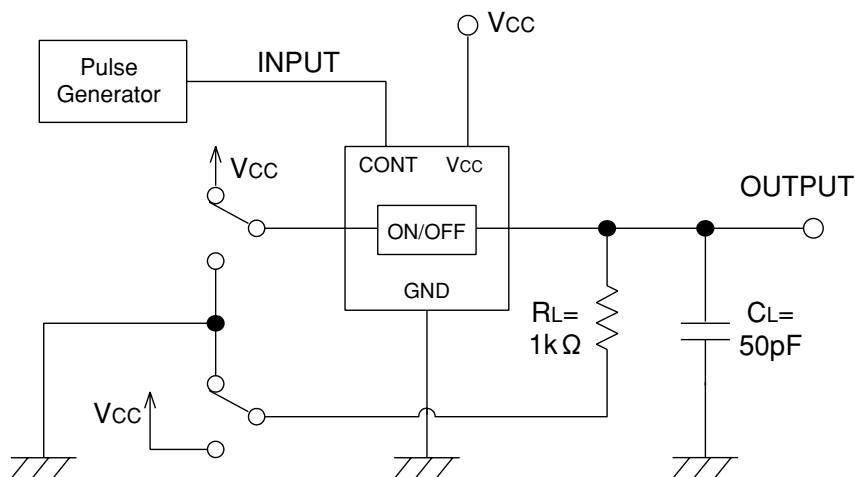 VCC
INPUT
Pulse
Generator
CONT
VCC
VCC
OUTPUT
ON/OFF
GND
RL=
1kΩ
CL=
50pF
VCC